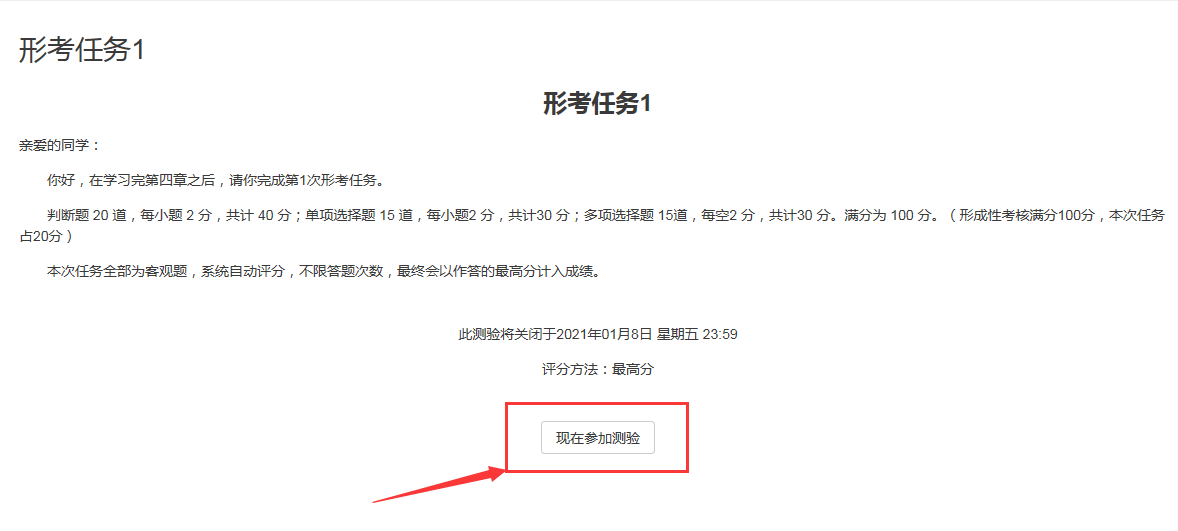 形考任务1
形考任务1
亲爱的同学：
你好，在学习完第四章之后，请你完成第1次形考任务。
判断题 20 道，每小题 2 分，共计 40 分；单项选择题 15 道，每小题2 分，共计30 分；多项选择题 15道，每空2 分，共计30 分。满分为 100 分。（形成性考核满分100分，本次任务
占20分）
本次任务全部为客观题，系统自动评分，不限答题次数，最终会以作答的最高分计入成绩。
此测验将关闭于2021年01月8日 星期五 23:59
评分方法：最高分
现在参加测验